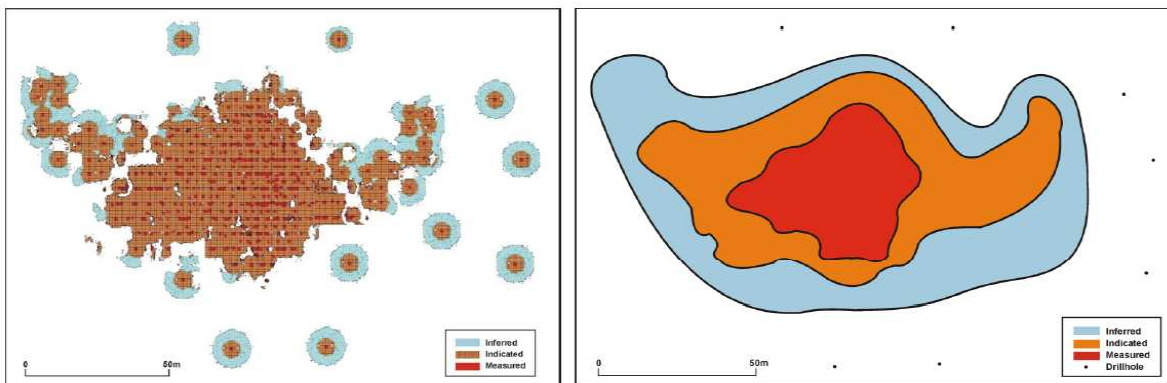 0
50m
Inferred
Indicated
Measured
0
50m
Inferred
Indicated
Measured
Drillhole